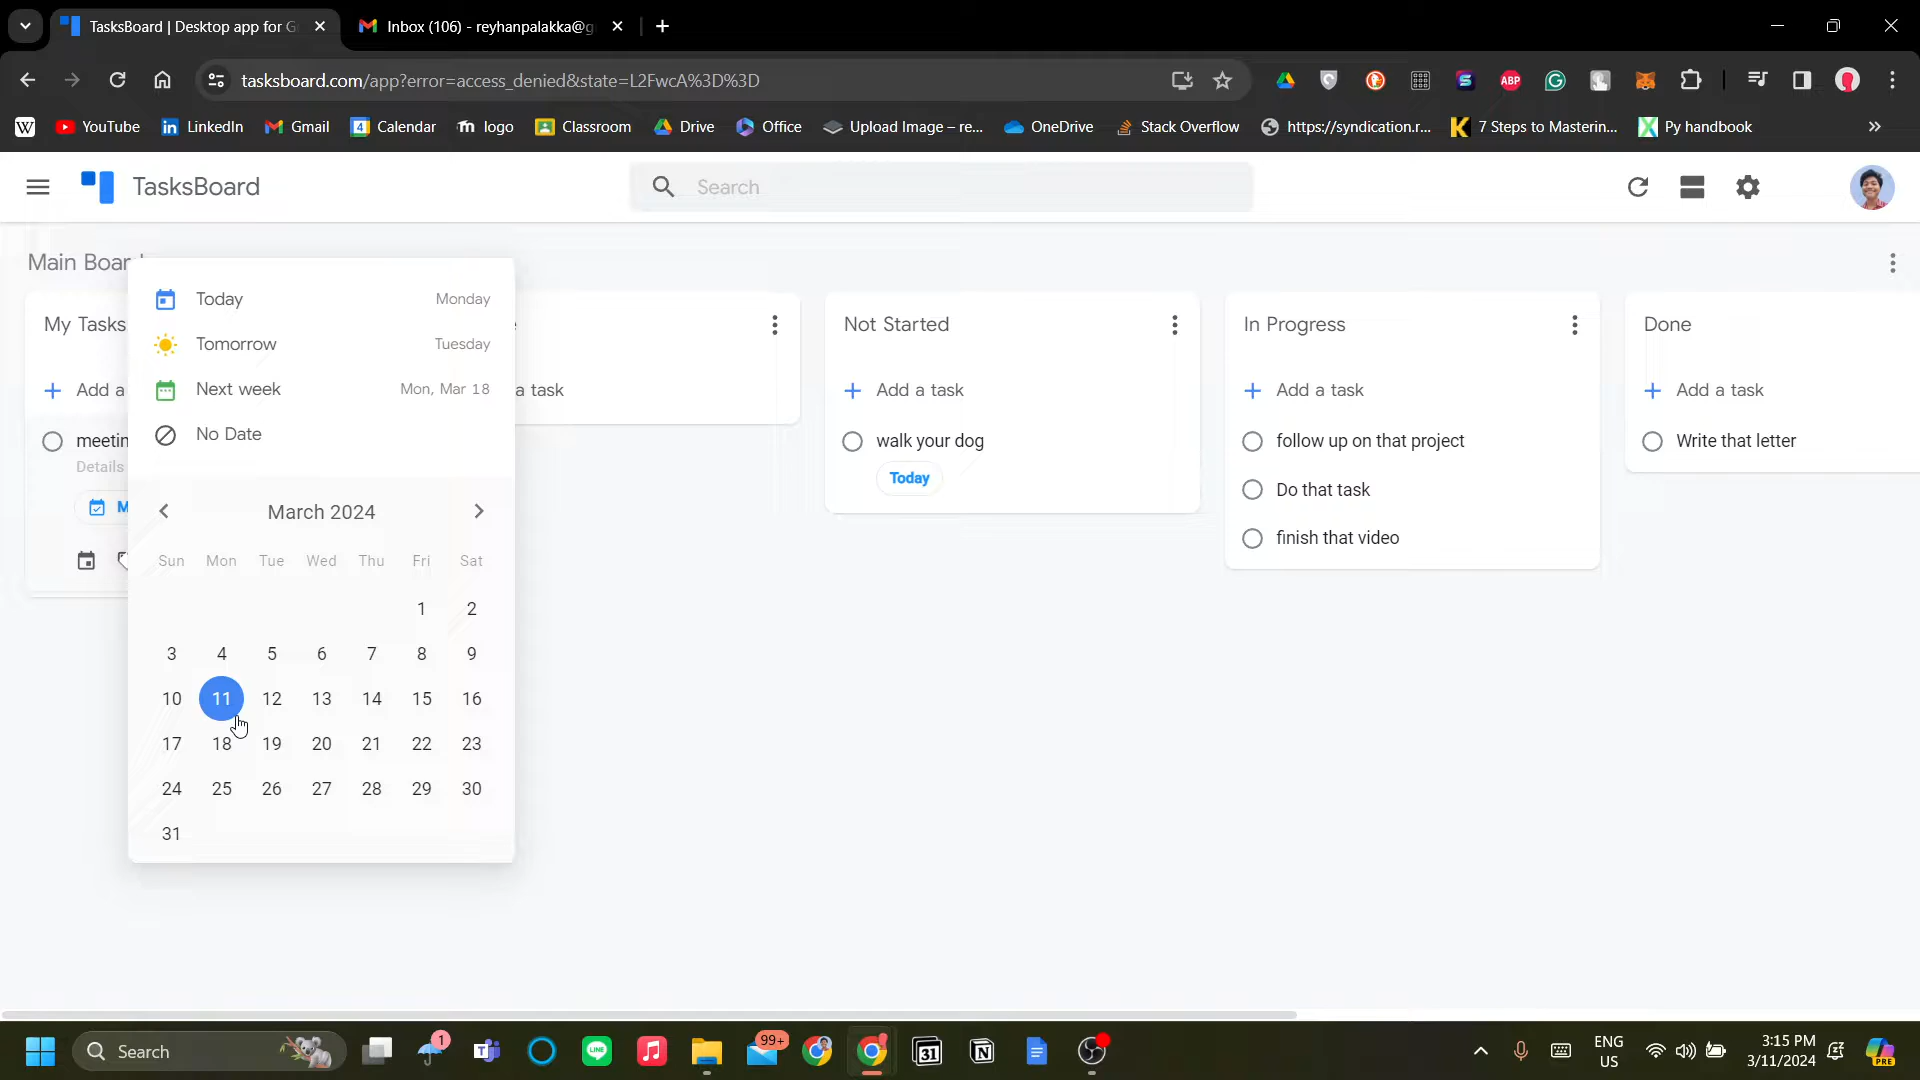 TasksBoard | Desktop app for G
Inbox (106) - reyhanpalakka@g
tasksboard.com/app?error=access_denied&state=L2FwcA%3D%3D
ABP
W
YouTube
LinkedIn
Gmail
4
Calendar
m
logo
Classroom
Drive
Office
Upload Image – re...
OneDrive
Stack Overflow
https://syndication.r...
7 Steps to Masterin...
Py handbook
TasksBoard
Search
Main Boar
My Tasks
Today
Monday
Tomorrow
Tuesday
Next week
Mon, Mar 18
No Date
Add a
meetin
Details
M
March 2024
Sun Mon Tue Wed Thu Fri Sat
1 2
3 4 5 6 7 8 9
10 11 12 13 14 15 16
17 18 19 20 21 22 23
24 25 26 27 28 29 30
31
a task
Not Started
Add a task
walk your dog
Today
In Progress
Add a task
follow up on that project
Do that task
finish that video
Done
Add a task
Write that letter
Search
1
LINE
99+
31
ENG
US
3:15 PM
3/11/2024
PRE